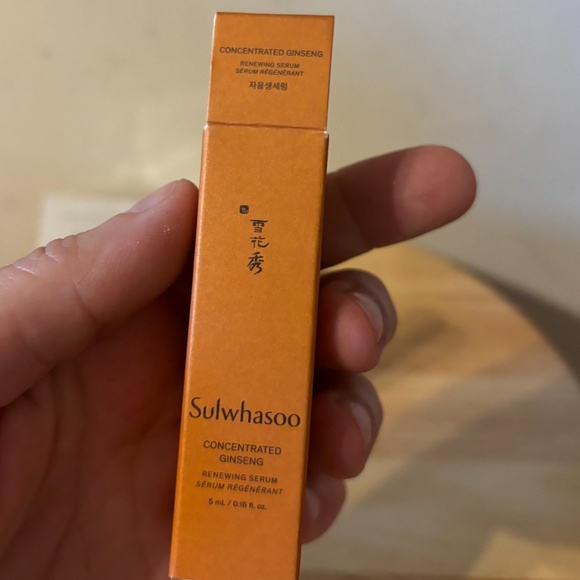 CONCENTRATED GINSENG
RENEWING SERUM
SÉRUM RÉGÉNÉRANT
자음생세럼
雪
花
秀
Sulwhasoo
CONCENTRATED
GINSENG
RENEWING SERUM
SÉRUM RÉGÉNÉRANT
5 mL / 0.16 fl. oz.